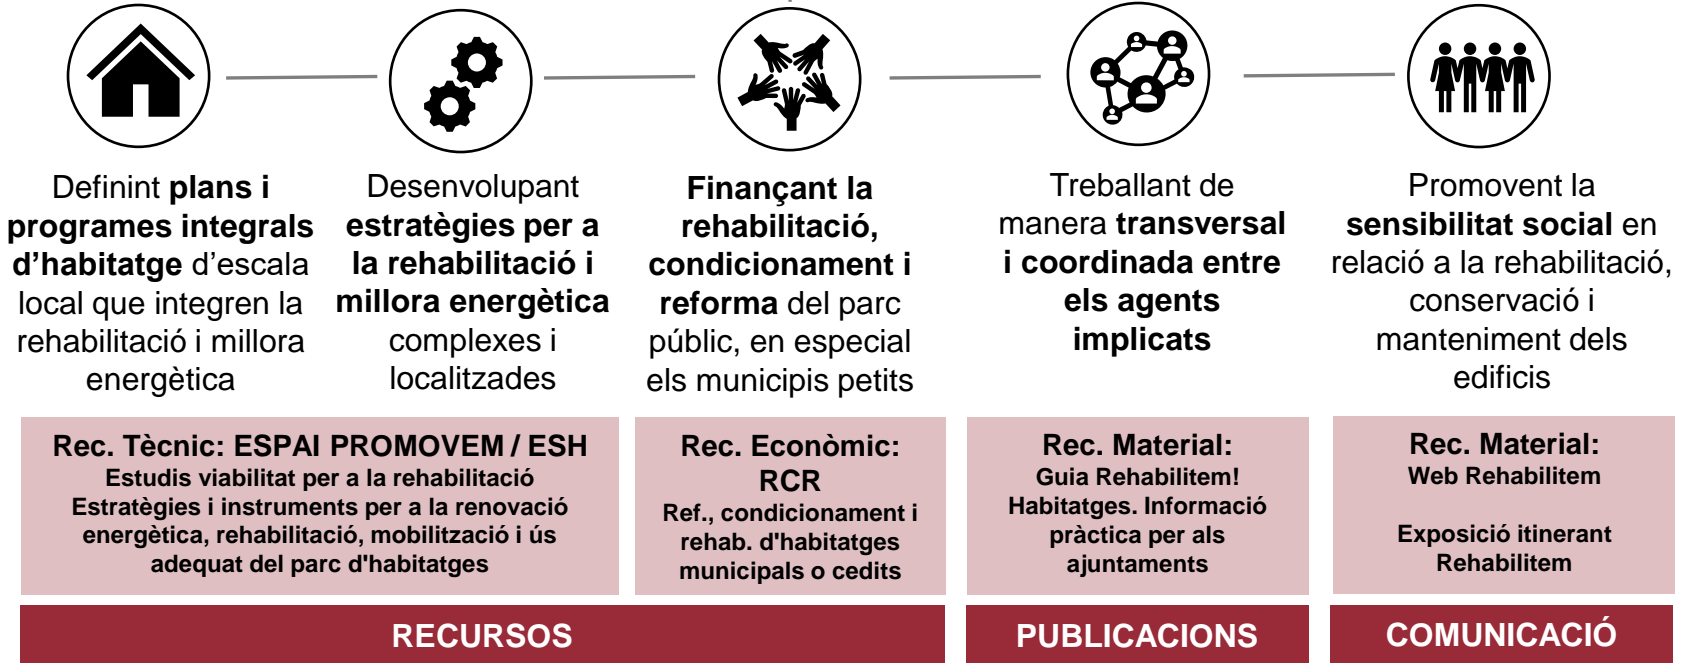 Definint plans i
programes integrals
d’habitatge d’escala
local que integren la
rehabilitació i millora
energètica
Desenvolupant
estratègies per a
la rehabilitació i
millora energètica
complexes i
localitzades
Finançant la
rehabilitació,
condicionament i
reforma del parc
públic, en especial
els municipis petits
Treballant de
manera transversal
i coordinada entre
els agents
implicats
Promovent la
sensibilitat social en
relació a la rehabilitació,
conservació i
manteniment dels
edificis
Rec. Tècnic: ESPAI PROMOVEM / ESH
Estudis viabilitat per a la rehabilitació
Estratègies i instruments per a la renovació
energètica, rehabilitació, mobilització i ús
adequat del parc d'habitatges
Rec. Econòmic:
RCR
Ref., condicionament i
rehab. d'habitatges
municipals o cedits
Rec. Material:
Guia Rehabilitem!
Habitatges. Informació
pràctica per als
ajuntaments
Rec. Material:
Web Rehabilitem
Exposició itinerant
Rehabilitem
RECURSOS
PUBLICACIONS
COMUNICACIÓ